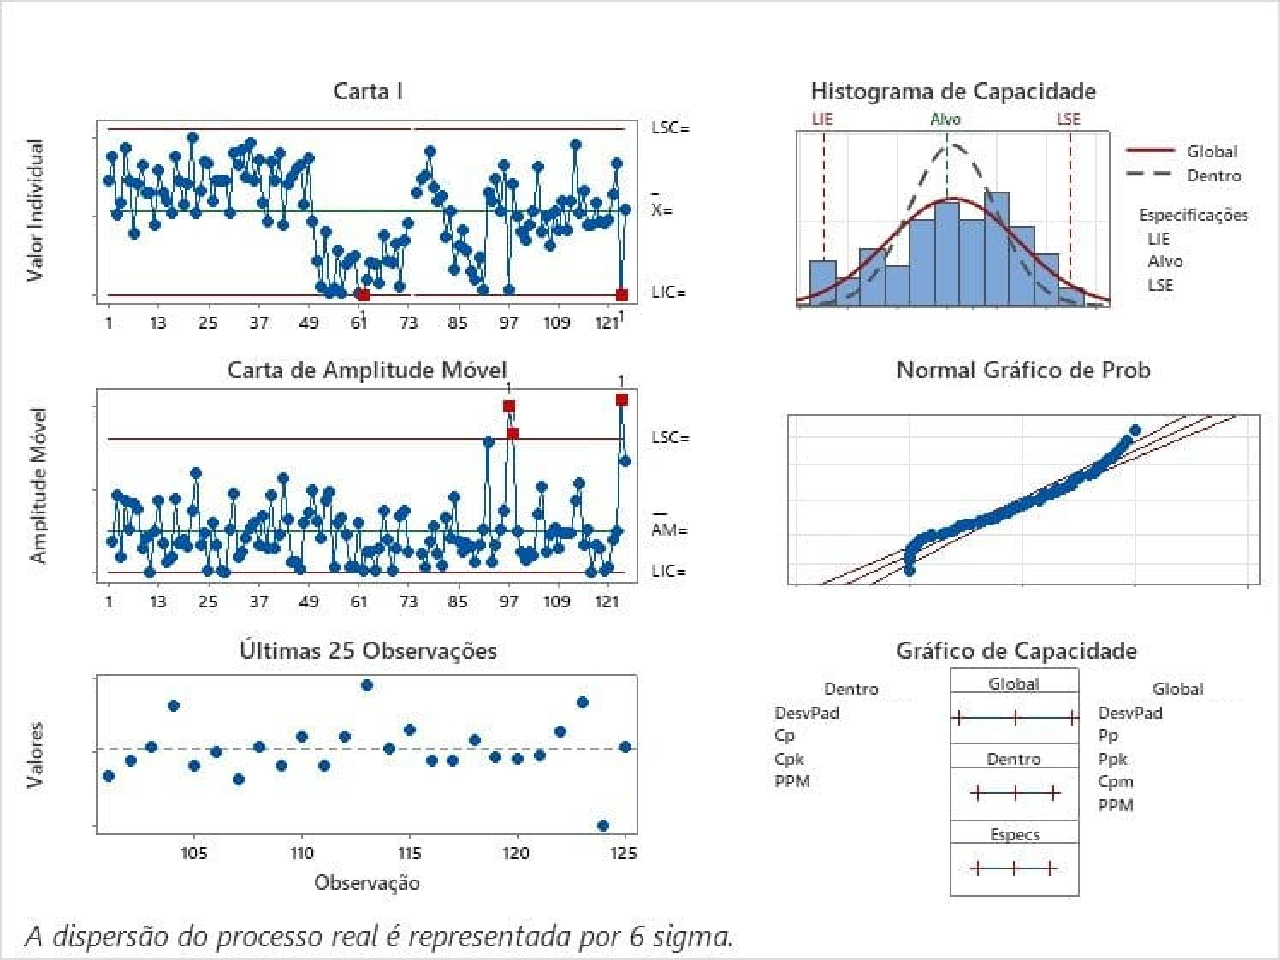 Carta I
Valor Individual
LSC=
X=
LIC=
1 13 25 37 49 61 73 85 97 109 121
1
Histograma de Capacidade
LIE Alvo LSE
Global
Dentro
Especificações
LIE
Alvo
LSE
Carta de Amplitude Móvel
Amplitude Móvel
1 1
LSC=
AM=
LIC=
1 13 25 37 49 61 73 85 97 109 121
Normal Gráfico de Prob
Últimas 25 Observações
Valores
105 110 115 120 125
Observação
Gráfico de Capacidade
Dentro
DesvPad
Cp
Cpk
PPM
Global
Dentro
Especs
Global
DesvPad
Pp
Ppk
Cpm
PPM
A dispersão do processo real é representada por 6 sigma.